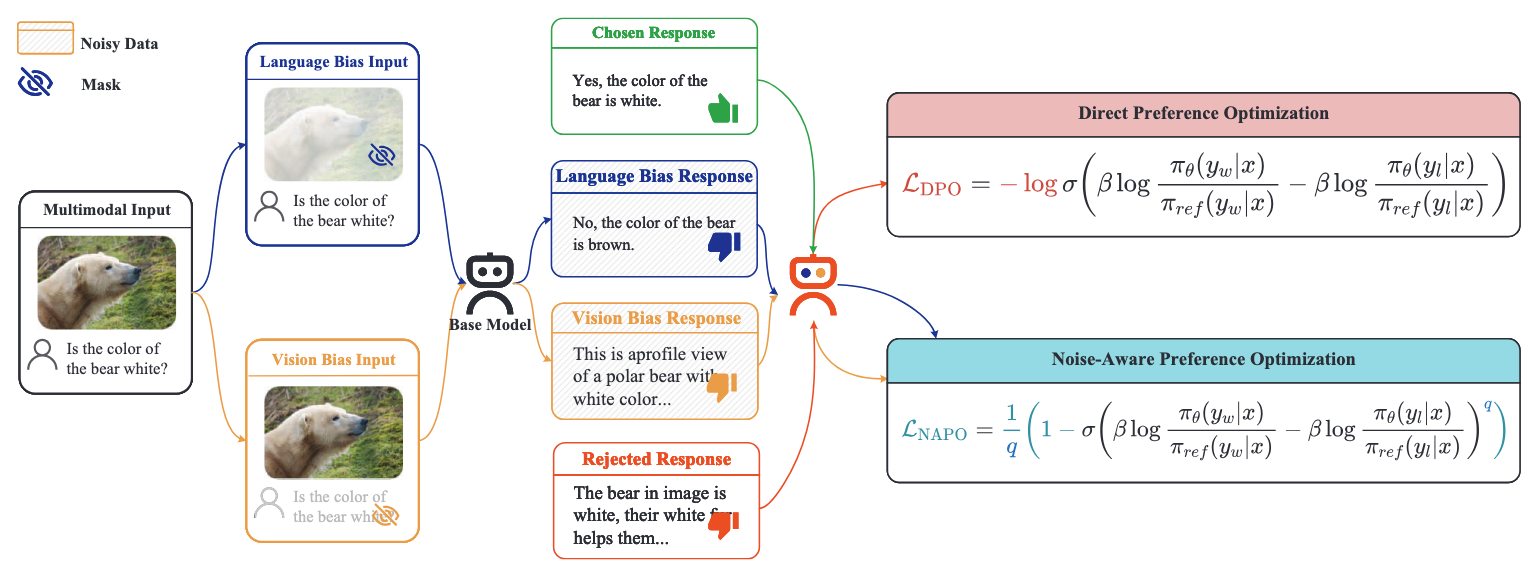 Noisy Data
Mask
Multimodal Input
Is the color of
the bear white?
Language Bias Input
Is the color of
the bear white?
Vision Bias Input
Is the color of
the bear
Base Model
Chosen Response
Yes, the color of the
bear is white.
Language Bias Response
No, the color of the bear
is brown.
Vision Bias Response
This is aprofile view
of a polar bear with
white color...
Rejected Response
The bear in image is
white, their white
helps them...
Direct Preference Optimization
ℒ_DPO = − log σ(β log π_θ(y_w|x) / π_ref(y_w|x) − β log π_θ(y_l|x) / π_ref(y_l|x))
Noise-Aware Preference Optimization
ℒ_NAPO = 1/q (1 − σ(β log π_θ(y_w|x) / π_ref(y_w|x) − β log π_θ(y_l|x) / π_ref(y_l|x))^q)